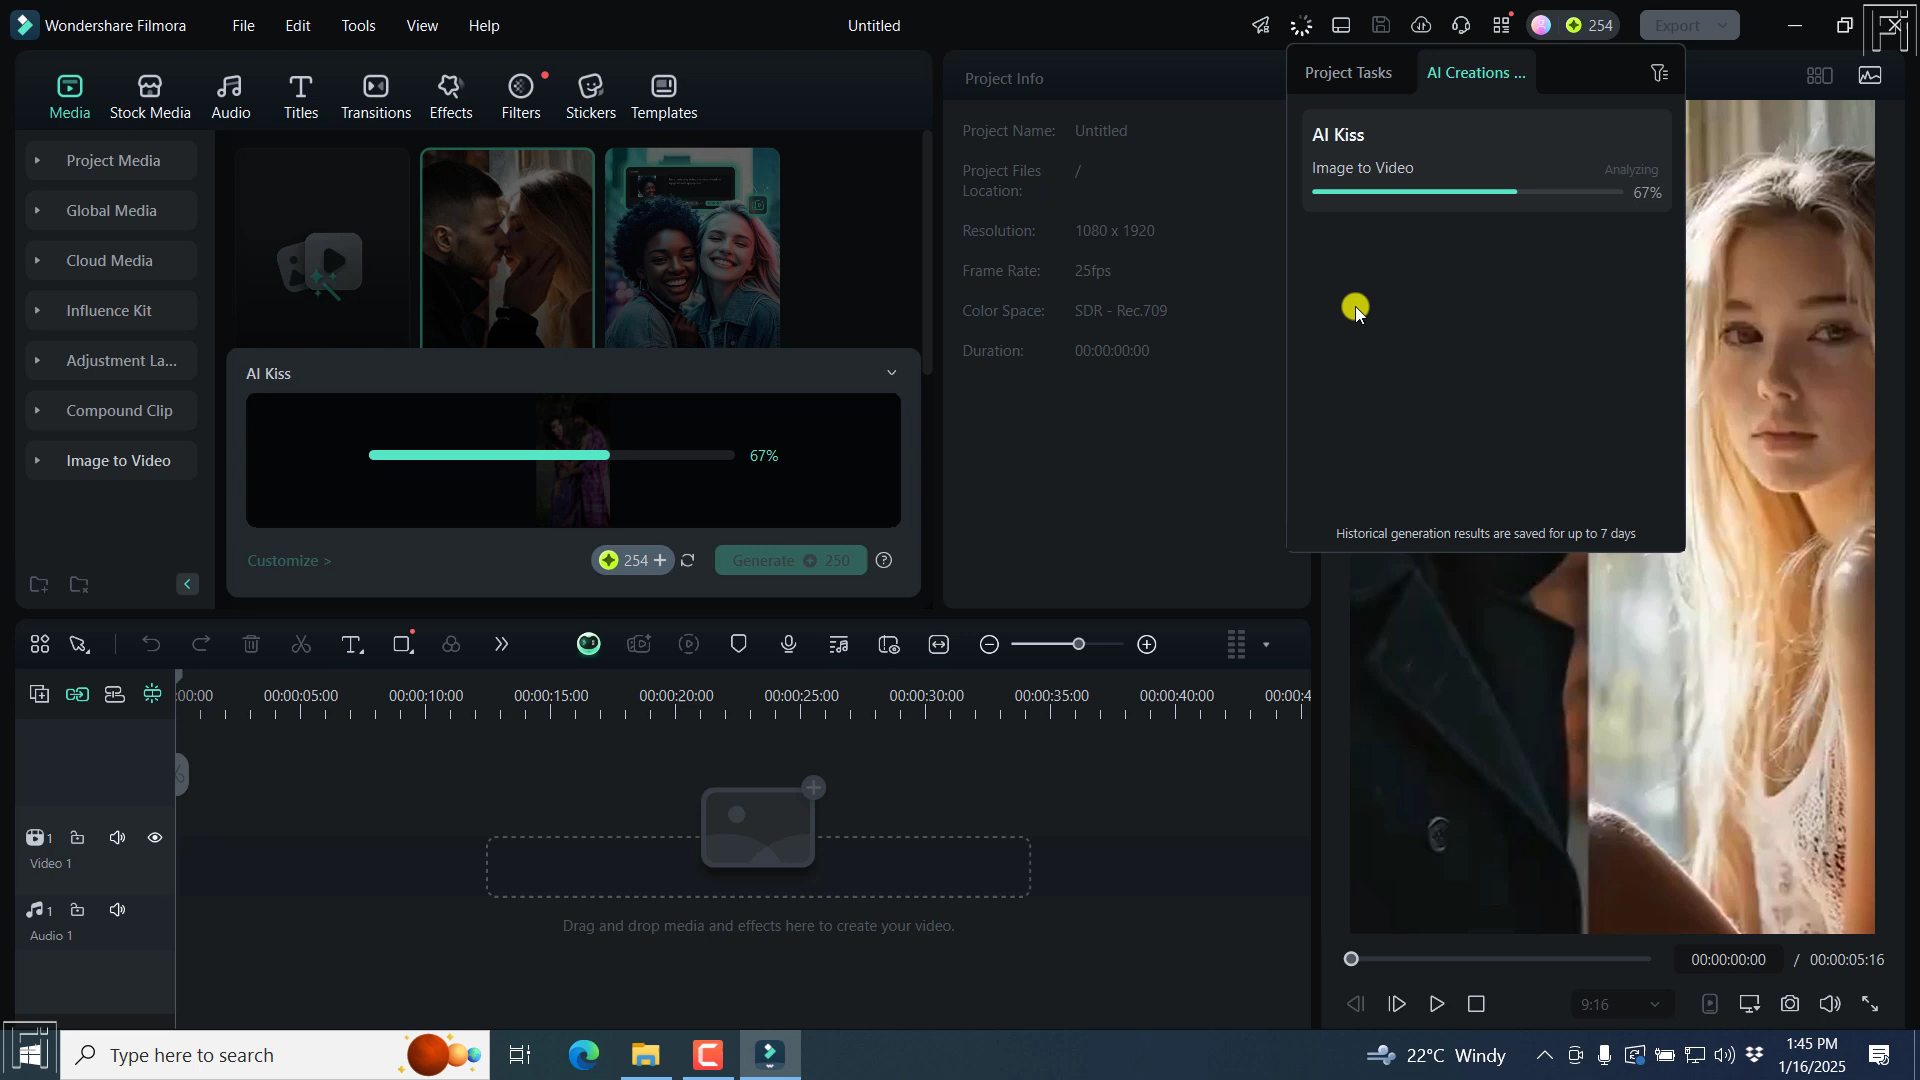 Wondershare Filmora
File
Edit
Tools
View
Help
Untitled
254
Export
Media
Stock Media
Audio
Titles
Transitions
Effects
Filters
Stickers
Templates
Project Info
Project Tasks
AI Creations ...
Project Media
Global Media
Cloud Media
Influence Kit
Adjustment La...
Compound Clip
Image to Video
Project Name: Untitled
Project Files Location: /
Resolution: 1080 x 1920
Frame Rate: 25fps
Color Space: SDR - Rec.709
Duration: 00:00:00:00
AI Kiss
Image to Video
Analyzing
67%
Historical generation results are saved for up to 7 days
AI Kiss
67%
Customize >
254
Generate 250
:00:00
00:00:05:00
00:00:10:00
00:00:15:00
00:00:20:00
00:00:25:00
00:00:30:00
00:00:35:00
00:00:40:00
00:00:4
1
Video 1
1
Audio 1
Drag and drop media and effects here to create your video.
00:00:00:00 / 00:00:05:16
9:16
Type here to search
22°C Windy
1:45 PM
1/16/2025